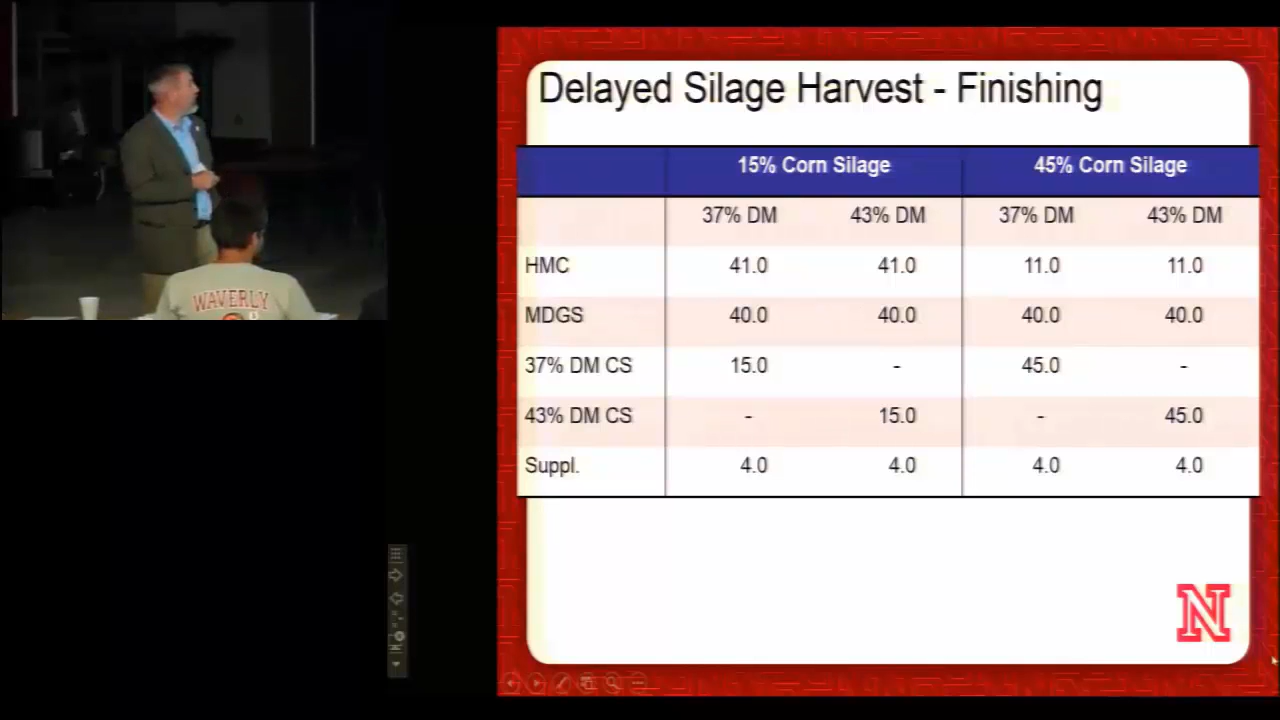 Delayed Silage Harvest - Finishing
15% Corn Silage 45% Corn Silage
37% DM 43% DM 37% DM 43% DM
HMC 41.0 41.0 11.0 11.0
MDGS 40.0 40.0 40.0 40.0
37% DM CS 15.0 - 45.0 -
43% DM CS - 15.0 - 45.0
Suppl. 4.0 4.0 4.0 4.0
N
WAVERLY